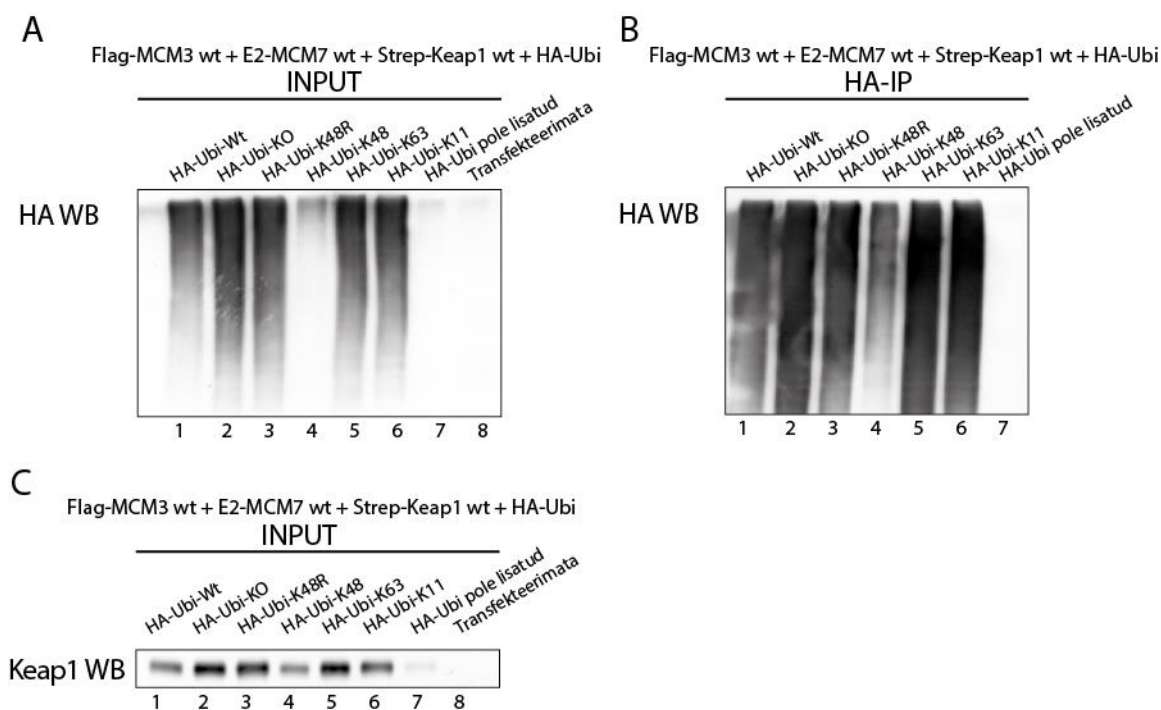 A
Flag-MCM3 wt + E2-MCM7 wt + Strep-Keap1 wt + HA-Ubi
INPUT
HA-Ubi-Wt
HA-Ubi-KO
HA-Ubi-K48R
HA-Ubi-K48
HA-Ubi-K63
HA-Ubi-K11
HA-Ubi pole lisatud
Transfekteerimata
HA WB
1 2 3 4 5 6 7 8
B
Flag-MCM3 wt + E2-MCM7 wt + Strep-Keap1 wt + HA-Ubi
HA-IP
HA-Ubi-Wt
HA-Ubi-KO
HA-Ubi-K48R
HA-Ubi-K48
HA-Ubi-K63
HA-Ubi-K11
HA-Ubi pole lisatud
HA WB
1 2 3 4 5 6 7
C
Flag-MCM3 wt + E2-MCM7 wt + Strep-Keap1 wt + HA-Ubi
INPUT
HA-Ubi-Wt
HA-Ubi-KO
HA-Ubi-K48R
HA-Ubi-K48
HA-Ubi-K63
HA-Ubi-K11
HA-Ubi pole lisatud
Transfekteerimata
Keap1 WB
1 2 3 4 5 6 7 8